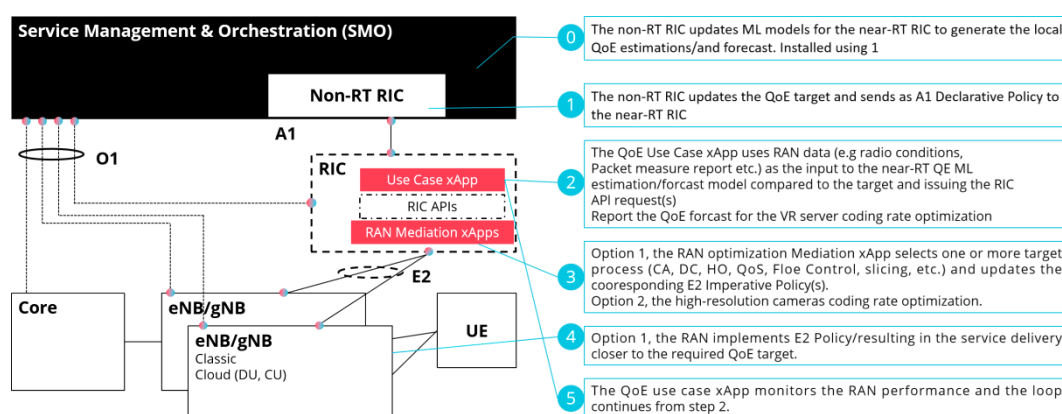 Service Management & Orchestration (SMO)
Non-RT RIC
A1
O1
RIC
Use Case xApp
RIC APIs
RAN Mediation xApps
E2
Core
eNB/gNB
eNB/gNB
Classic
Cloud (DU, CU)
UE
0
The non-RT RIC updates ML models for the near-RT RIC to generate the local
QoE estimations/and forecast. Installed using 1
1
The non-RT RIC updates the QoE target and sends as A1 Declarative Policy to
the near-RT RIC
2
The QoE Use Case xApp uses RAN data (e.g radio conditions,
Packet measure report etc.) as the input to the near-RT QE ML
estimation/forcast model compared to the target and issuing the RIC
API request(s)
Report the QoE forcast for the VR server coding rate optimization
3
Option 1, the RAN optimization Mediation xApp selects one or more target
process (CA, DC, HO, QoS, Floe Control, slicing, etc.) and updates the
cooresponding E2 Imperative Policy(s).
Option 2, the high-resolution cameras coding rate optimization.
4
Option 1, the RAN implements E2 Policy/resulting in the service delivery
closer to the required QoE target.
5
The QoE use case xApp monitors the RAN performance and the loop
continues from step 2.